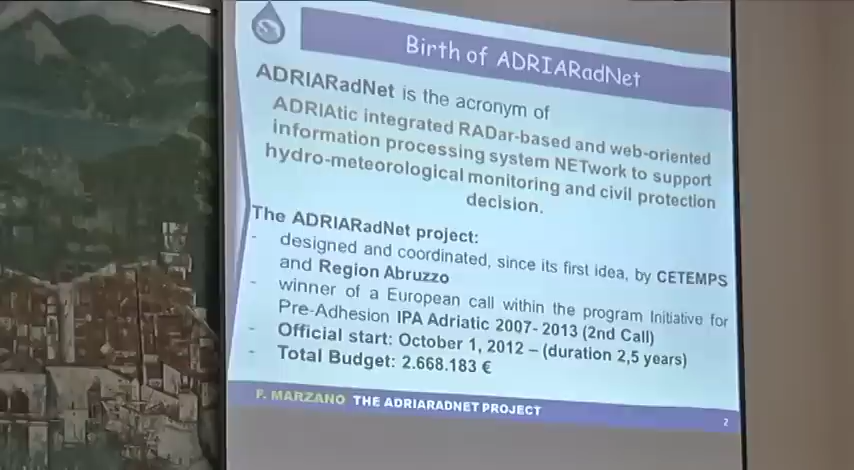 Birth of ADRIARadNet
ADRIARadNet is the acronym of
ADRIAtic integrated RADar-based and web-oriented
information processing system NETwork to support
hydro-meteorological monitoring and civil protection
decision.
The ADRIARadNet project:
- designed and coordinated, since its first idea, by CETEMPS
and Region Abruzzo
- winner of a European call within the program Initiative for
Pre-Adhesion IPA Adriatic 2007- 2013 (2nd Call)
- Official start: October 1, 2012 – (duration 2,5 years)
- Total Budget: 2.668.183 €
F. MARZANO THE ADRIARADNET PROJECT
2